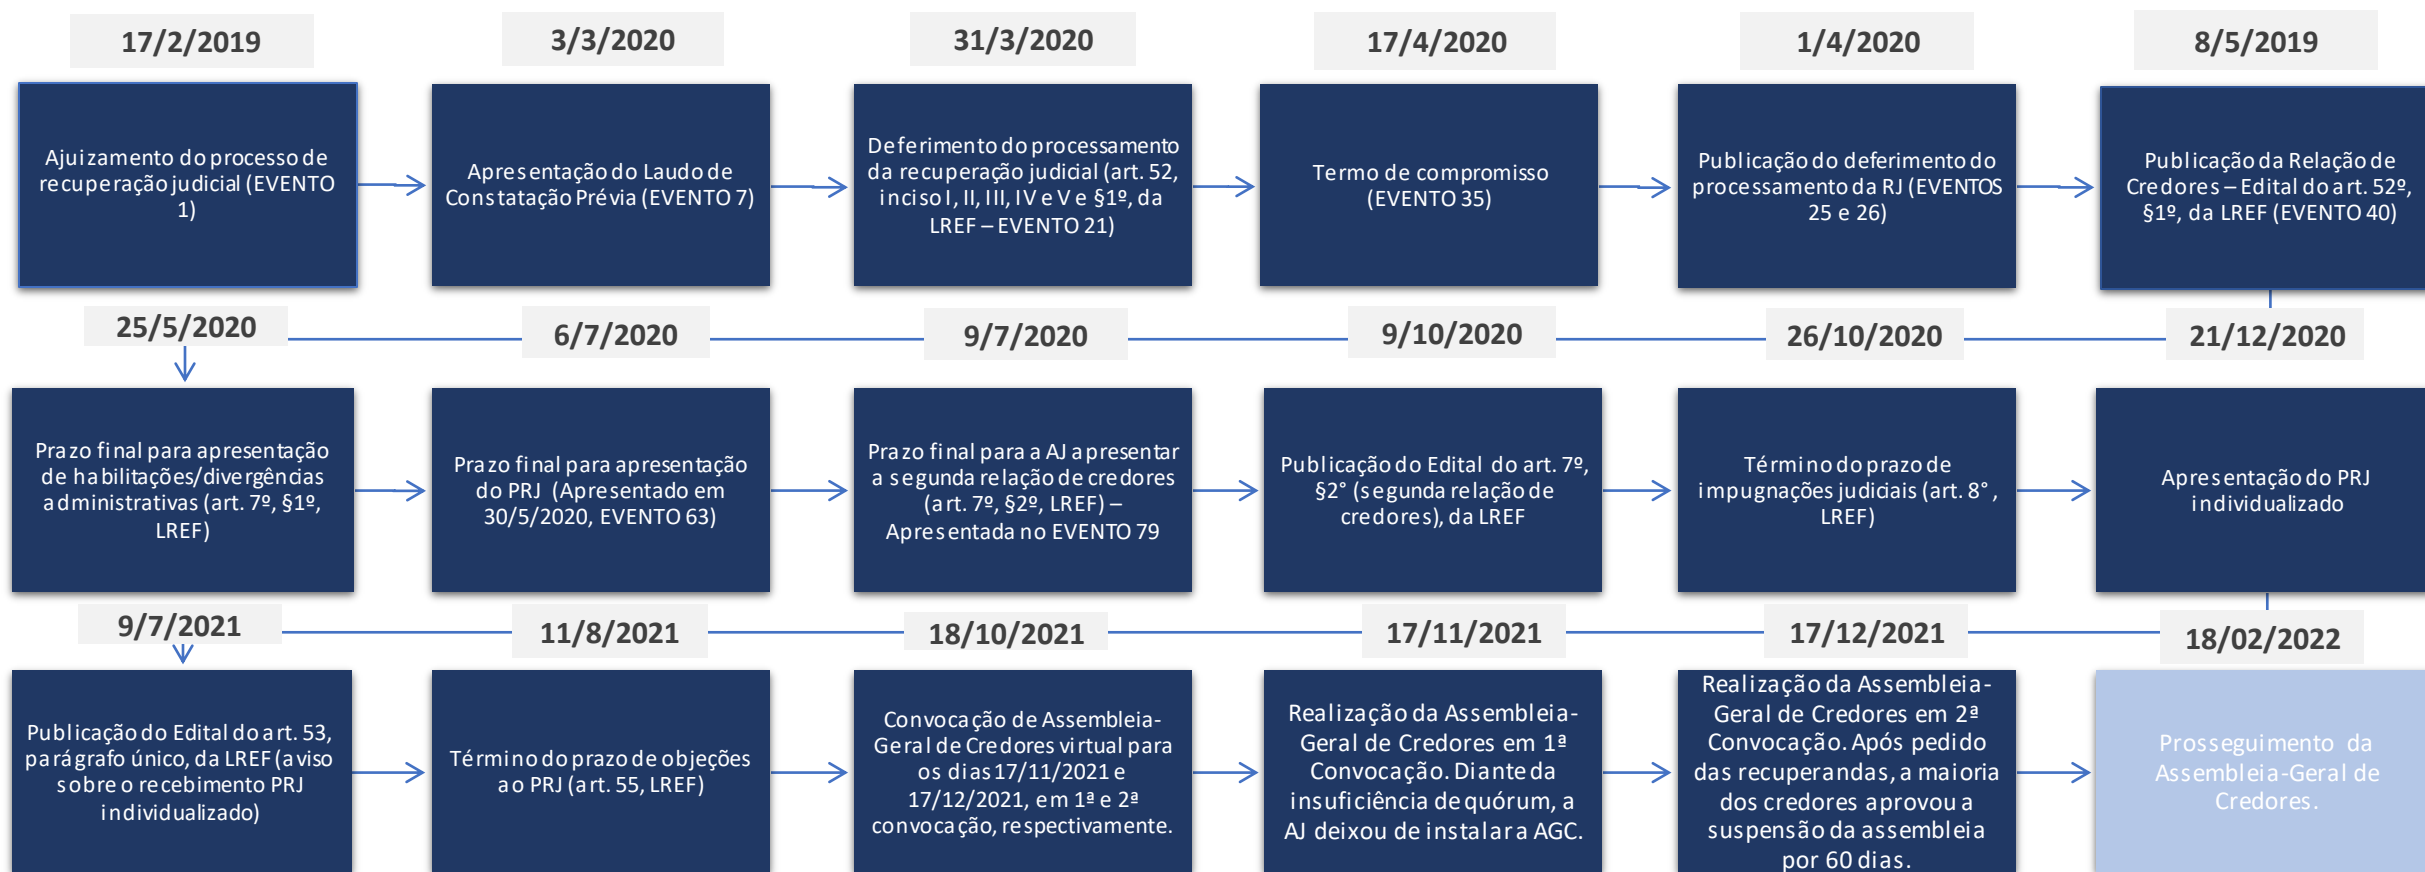 17/2/2019
3/3/2020
31/3/2020
17/4/2020
1/4/2020
8/5/2019
Ajuizamento do processo de
recuperação judicial (EVENTO
1)
Apresentação do Laudo de
Constatação Prévia (EVENTO 7)
Deferimento do processamento
da recuperação judicial (art. 52,
inciso I, II, III, IV e V e §1º, da
LREF – EVENTO 21)
Termo de compromisso
(EVENTO 35)
Publicação do deferimento do
processamento da RJ (EVENTOS
25 e 26)
Publicação da Relação de
Credores – Edital do art. 52º,
§1º, da LREF (EVENTO 40)
25/5/2020
6/7/2020
9/7/2020
9/10/2020
26/10/2020
21/12/2020
Prazo final para apresentação
de habilitações/divergências
administrativas (art. 7º, §1º,
LREF)
Prazo final para apresentação
do PRJ (Apresentado em
30/5/2020, EVENTO 63)
Prazo final para a AJ apresentar
a segunda relação de credores
(art. 7º, §2º, LREF) –
Apresentada no EVENTO 79
Publicação do Edital do art. 7º,
§2° (segunda relação de
credores), da LREF
Término do prazo de
impugnações judiciais (art. 8°,
LREF)
Apresentação do PRJ
individualizado
9/7/2021
11/8/2021
18/10/2021
17/11/2021
17/12/2021
18/02/2022
Publicação do Edital do art. 53,
parágrafo único, da LREF (aviso
sobre o recebimento PRJ
individualizado)
Término do prazo de objeções
ao PRJ (art. 55, LREF)
Convocação de Assembleia-
Geral de Credores virtual para
os dias 17/11/2021 e
17/12/2021, em 1ª e 2ª
convocação, respectivamente.
Realização da Assembleia-
Geral de Credores em 1ª
Convocação. Diante da
insuficiência de quórum, a
AJ deixou de instalar a AGC.
Realização da Assembleia-
Geral de Credores em 2ª
Convocação. Após pedido
das recuperandas, a maioria
dos credores aprovou a
suspensão da assembleia
por 60 dias.
Prosseguimento da
Assembleia-Geral de
Credores.